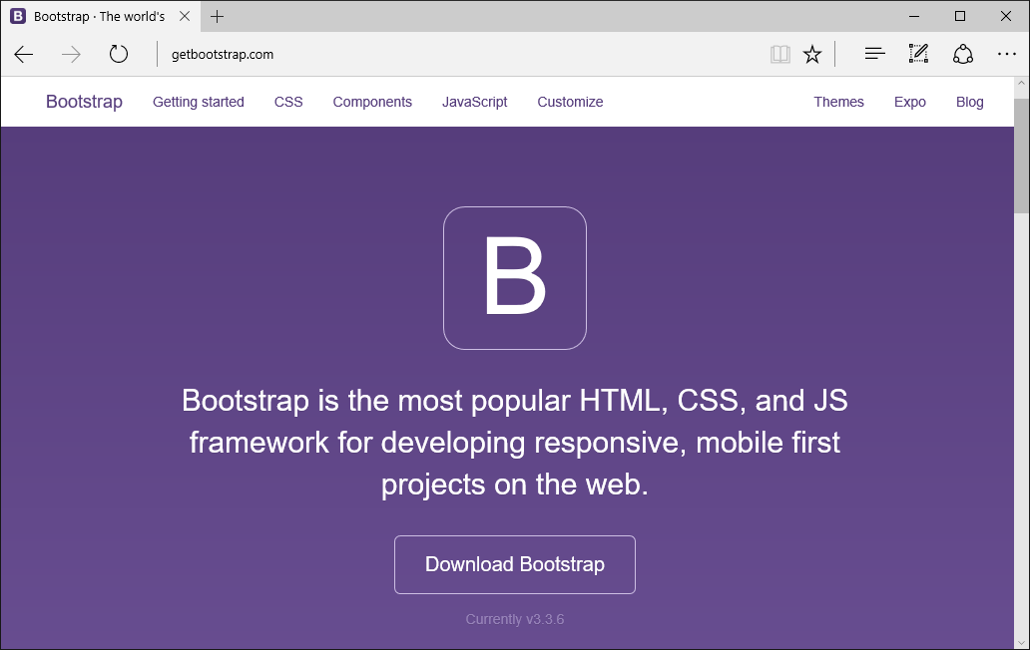 B Bootstrap · The world's
getbootstrap.com
Bootstrap Getting started CSS Components JavaScript Customize Themes Expo Blog
B
Bootstrap is the most popular HTML, CSS, and JS
framework for developing responsive, mobile first
projects on the web.
Download Bootstrap
Currently v3.3.6